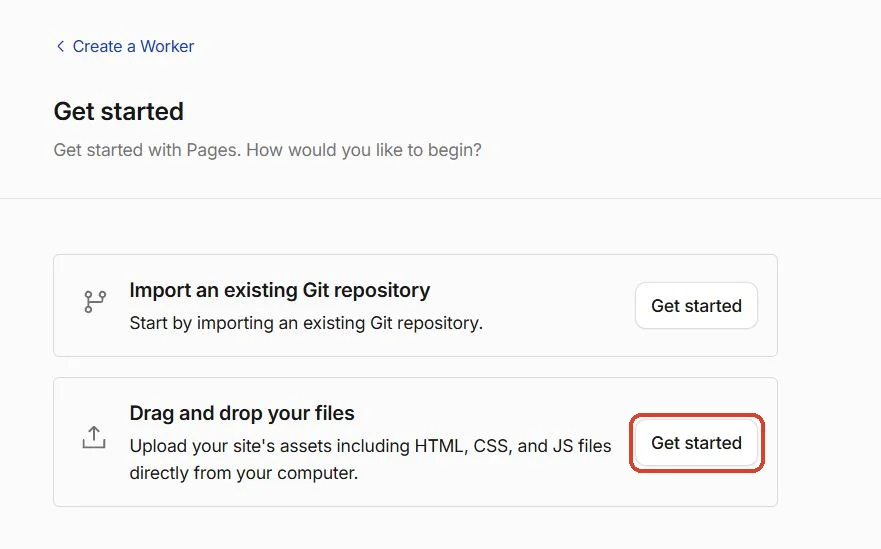 Create a Worker
Get started
Get started with Pages. How would you like to begin?
Import an existing Git repository
Start by importing an existing Git repository.
Get started
Drag and drop your files
Upload your site's assets including HTML, CSS, and JS files
directly from your computer.
Get started